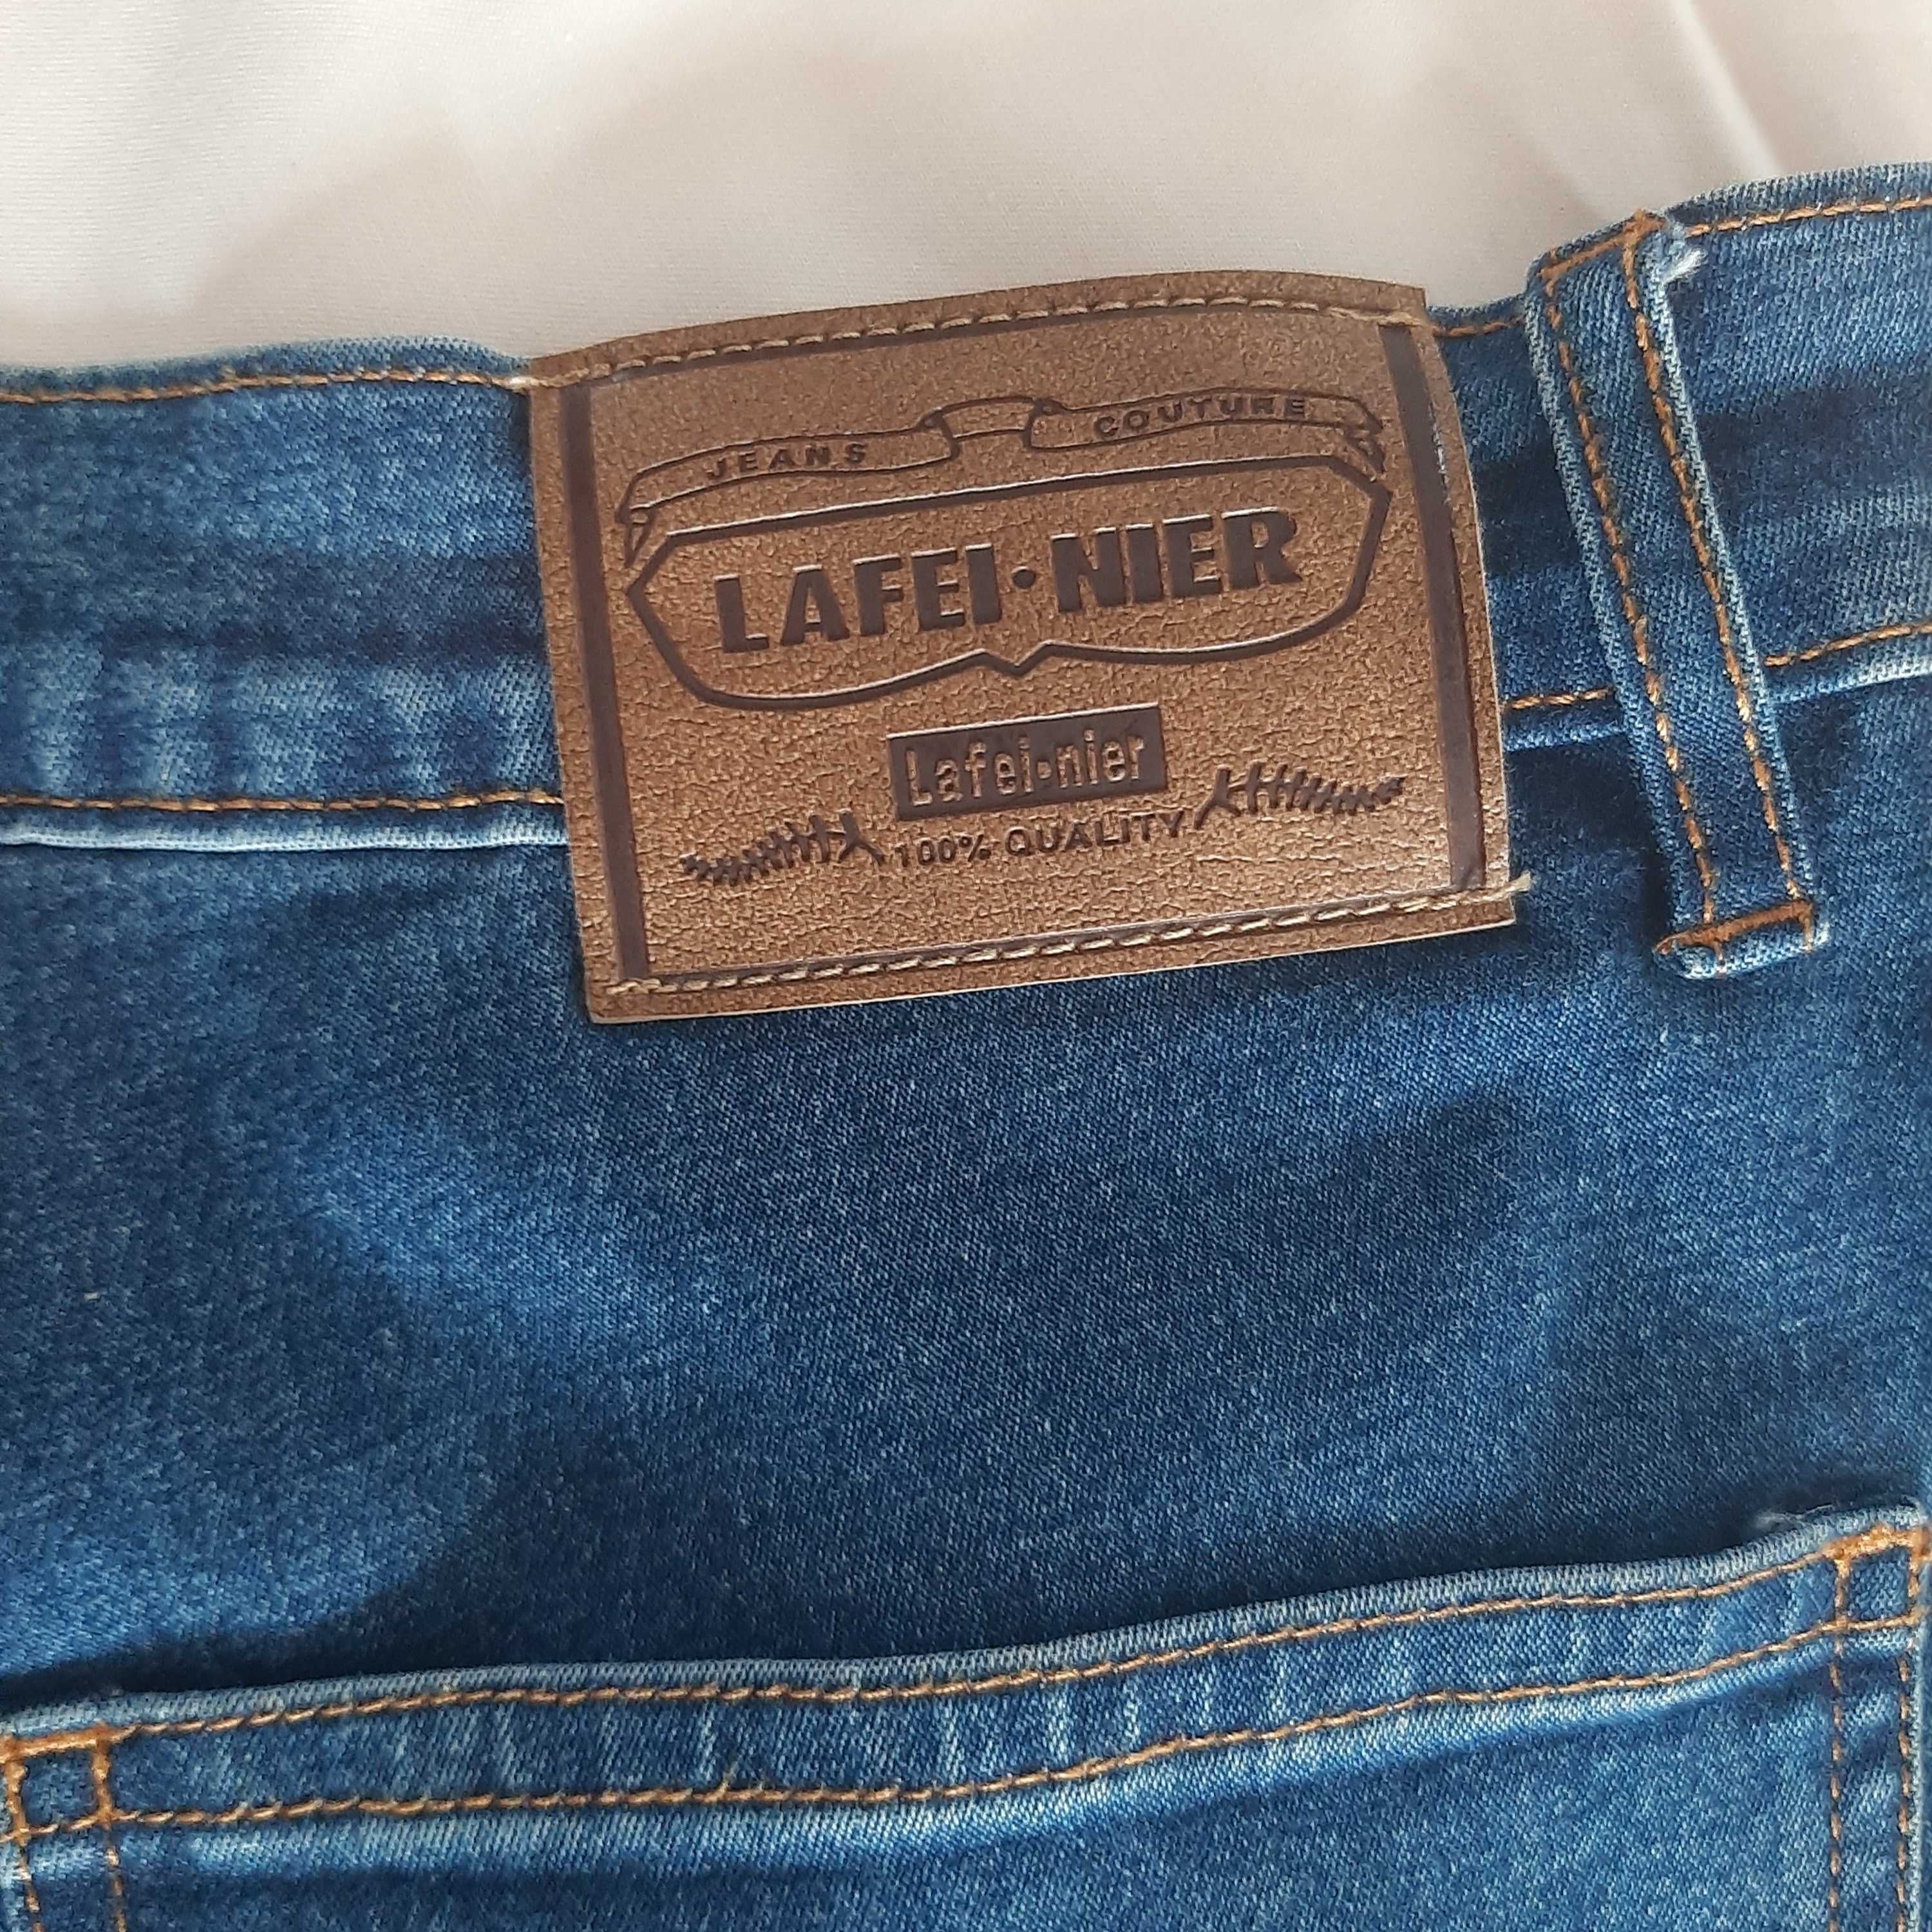 JEANS COUTURE
LAFEI·NIER
Lafei·nier
100% QUALITY